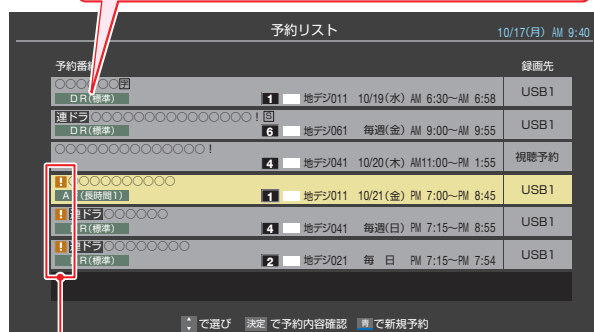 予約リスト
10/17(月) AM 9:40
予約番
録画先
○○○○○○字
DR(標準) 1 地デジ011 10/19(水) AM 6:30〜AM 6:58 USB1
連ドラ○○○○○○○○○○○○○○○!S
DR(標準) 6 地デジ061 毎週(金) AM 9:00〜AM 9:55 USB1
○○○○○○○○○○○○○○!
4 地デジ041 10/20(木) AM11:00〜PM 1:55 視聴予約
!○○○○○○○○○○
A (長時間1) 1 地デジ011 10/21(金) PM 7:00〜PM 8:45 USB1
!連ドラ○○○○○○
DR(標準) 4 地デジ041 毎週(日) PM 7:15〜PM 8:55 USB1
!連ドラ○○○○○○○○
DR(標準) 2 地デジ021 毎 日 PM 7:15〜PM 7:54 USB1
で選び 決定 で予約内容確認 青 で新規予約